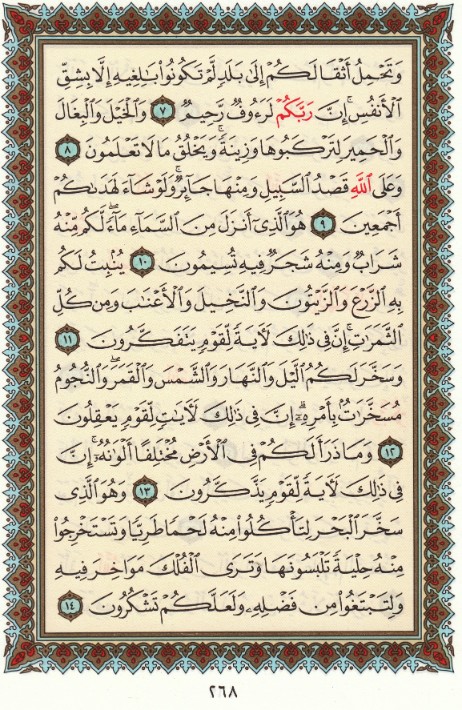 وَتَحْمِلُ أَثْقَالَكُمْ إِلَىٰ بَلَدٍ لَّمْ تَكُونُوا۟ بَٰلِغِيهِ إِلَّا بِشِقِّ
ٱلْأَنفُسِ ۚ إِنَّ رَبَّكُمْ لَرَءُوفٌ رَّحِيمٌ ٧ وَٱلْخَيْلَ وَٱلْبِغَالَ
وَٱلْحَمِيرَ لِتَرْكَبُوهَا وَزِينَةً ۚ وَيَخْلُقُ مَا لَا تَعْلَمُونَ ٨
وَعَلَى ٱللَّهِ قَصْدُ ٱلسَّبِيلِ وَمِنْهَا جَآئِرٌ ۚ وَلَوْ شَآءَ لَهَدَىٰكُمْ
أَجْمَعِينَ ٩ هُوَ ٱلَّذِىٓ أَنزَلَ مِنَ ٱلسَّمَآءِ مَآءً ۖ لَّكُم مِّنْهُ
شَرَابٌ وَمِنْهُ شَجَرٌ فِيهِ تُسِيمُونَ ١٠ يُنۢبِتُ لَكُم
بِهِ ٱلزَّرْعَ وَٱلزَّيْتُونَ وَٱلنَّخِيلَ وَٱلْأَعْنَٰبَ وَمِن كُلِّ
ٱلثَّمَرَٰتِ ۗ إِنَّ فِى ذَٰلِكَ لَءَايَةً لِّقَوْمٍ يَتَفَكَّرُونَ ١١
وَسَخَّرَ لَكُمُ ٱلَّيْلَ وَٱلنَّهَارَ وَٱلشَّمْسَ وَٱلْقَمَرَ ۖ وَٱلنُّجُومُ
مُسَخَّرَٰتٌۢ بِأَمْرِهِۦٓ ۗ إِنَّ فِى ذَٰلِكَ لَءَايَٰتٍ لِّقَوْمٍ يَعْقِلُونَ
١٢ وَمَا ذَرَأَ لَكُمْ فِى ٱلْأَرْضِ مُخْتَلِفًا أَلْوَٰنُهُۥٓ ۗ إِنَّ
فِى ذَٰلِكَ لَءَايَةً لِّقَوْمٍ يَذَّكَّرُونَ ١٣ وَهُوَ ٱلَّذِى
سَخَّرَ ٱلْبَحْرَ لِتَأْكُلُوا۟ مِنْهُ لَحْمًا طَرِيًّا وَتَسْتَخْرِجُوا۟
مِنْهُ حِلْيَةً تَلْبَسُونَهَا وَتَرَى ٱلْفُلْكَ مَوَاخِرَ فِيهِ
وَلِتَبْتَغُوا۟ مِن فَضْلِهِۦ وَلَعَلَّكُمْ تَشْكُرُونَ ١٤
٢٦٨